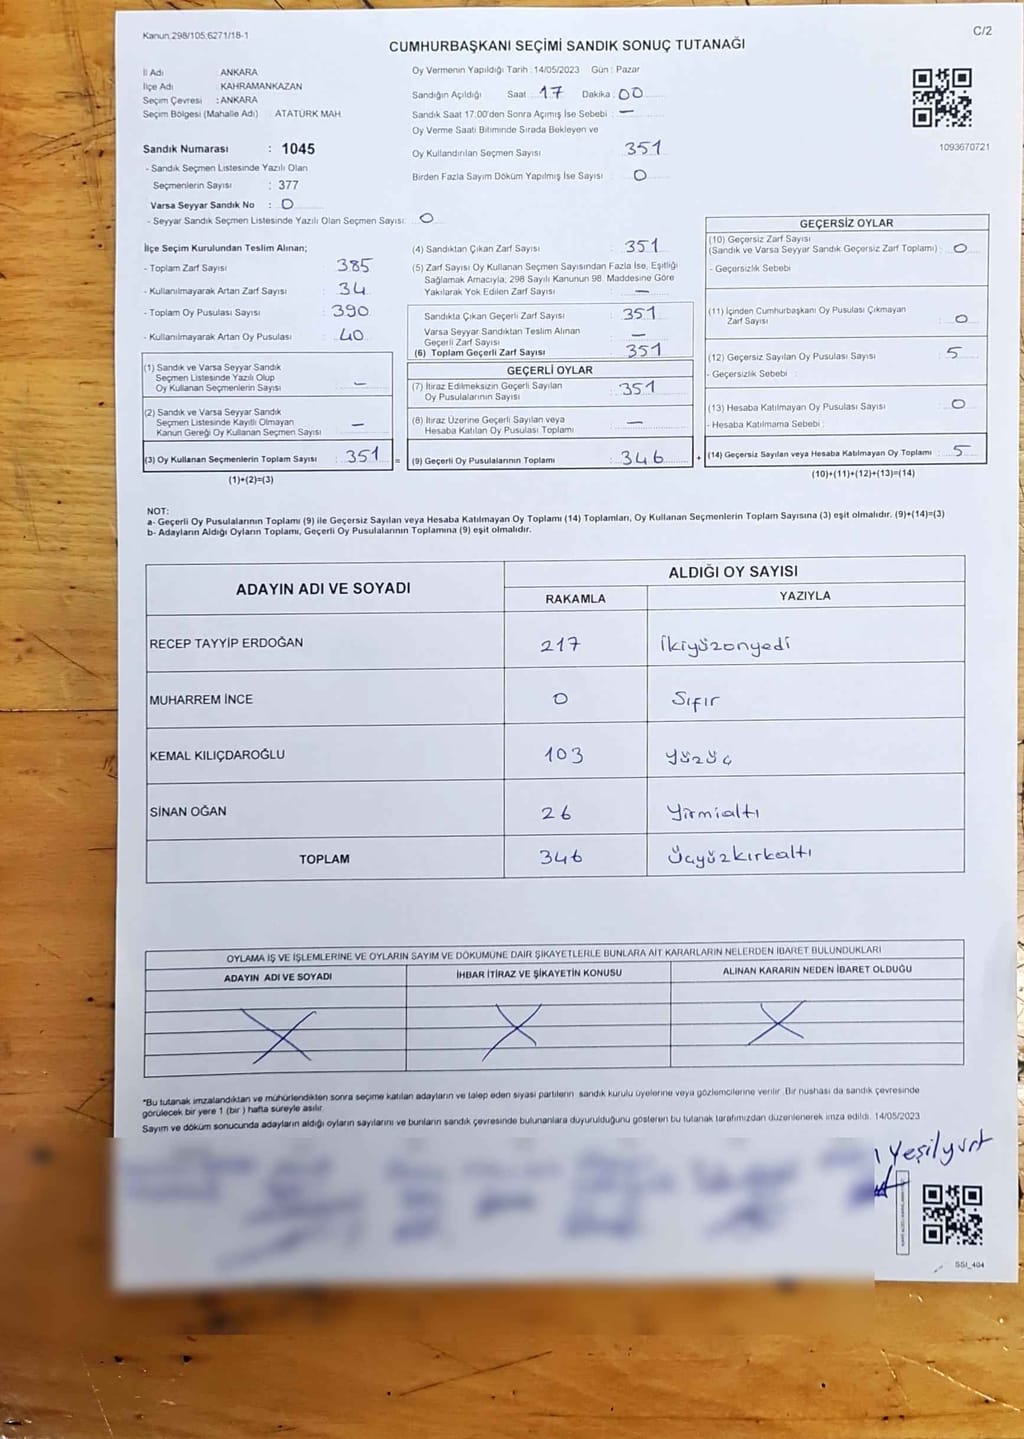 Kanun:298/105;6271/18-1
C/2
CUMHURBAŞKANI SEÇİMİ SANDIK SONUÇ TUTANAĞI
İl Adı : ANKARA
İlçe Adı : KAHRAMANKAZAN
Seçim Çevresi : ANKARA
Seçim Bölgesi (Mahalle Adı) : ATATÜRK MAH.
Sandık Numarası : 1045
- Sandık Seçmen Listesinde Yazılı Olan
Seçmenlerin Sayısı : 377
Varsa Seyyar Sandık No : 0
- Seyyar Sandık Seçmen Listesinde Yazılı Olan Seçmen Sayısı: 0
Oy Vermenin Yapıldığı Tarih : 14/05/2023 Gün : Pazar
Sandığın Açıldığı Saat : 17 Dakika : 00
Sandık Saat 17:00'den Sonra Açımış İse Sebebi : —
Oy Verme Saati Bitiminde Sırada Bekleyen ve
Oy Kullandırılan Seçmen Sayısı : 351
Birden Fazla Sayım Döküm Yapılmış İse Sayısı : 0
1093670721
İlçe Seçim Kurulundan Teslim Alınan;
- Toplam Zarf Sayısı : 385
- Kullanılmayarak Artan Zarf Sayısı : 34
- Toplam Oy Pusulası Sayısı : 390
- Kullanılmayarak Artan Oy Pusulası : 40
(1) Sandık ve Varsa Seyyar Sandık
Seçmen Listesinde Yazılı Olup
Oy Kullanan Seçmenlerin Sayısı : —
(2) Sandık ve Varsa Seyyar Sandık
Seçmen Listesinde Kayıtlı Olmayan
Kanun Gereği Oy Kullanan Seçmen Sayısı : —
(3) Oy Kullanan Seçmenlerin Toplam Sayısı : 351 =
(1)+(2)=(3)
(4) Sandıktan Çıkan Zarf Sayısı : 351
(5) Zarf Sayısı Oy Kullanan Seçmen Sayısından Fazla İse, Eşitliği
Sağlamak Amacıyla; 298 Sayılı Kanunun 98. Maddesine Göre
Yakılarak Yok Edilen Zarf Sayısı : —
Sandıkta Çıkan Geçerli Zarf Sayısı : 351
Varsa Seyyar Sandıktan Teslim Alınan
Geçerli Zarf Sayısı : —
(6) Toplam Geçerli Zarf Sayısı : 351
GEÇERLİ OYLAR
(7) İtiraz Edilmeksizin Geçerli Sayılan
Oy Pusulalarının Sayısı : 351
(8) İtiraz Üzerine Geçerli Sayılan veya
Hesaba Katılan Oy Pusulası Toplamı : —
(9) Geçerli Oy Pusulalarının Toplamı : 346 +
GEÇERSİZ OYLAR
(10) Geçersiz Zarf Sayısı
(Sandık ve Varsa Seyyar Sandık Geçersiz Zarf Toplamı) : 0
- Geçersizlik Sebebi
(11) İçinden Cumhurbaşkanı Oy Pusulası Çıkmayan
Zarf Sayısı : 0
(12) Geçersiz Sayılan Oy Pusulası Sayısı : 5
- Geçersizlik Sebebi :
(13) Hesaba Katılmayan Oy Pusulası Sayısı : 0
- Hesaba Katılmama Sebebi :
(14) Geçersiz Sayılan veya Hesaba Katılmayan Oy Toplamı : 5
(10)+(11)+(12)+(13)=(14)
NOT:
a- Geçerli Oy Pusulalarının Toplamı (9) ile Geçersiz Sayılan veya Hesaba Katılmayan Oy Toplamı (14) Toplamları, Oy Kullanan Seçmenlerin Toplam Sayısına (3) eşit olmalıdır. (9)+(14)=(3)
b- Adayların Aldığı Oyların Toplamı, Geçerli Oy Pusulalarının Toplamına (9) eşit olmalıdır.
ADAYIN ADI VE SOYADI ALDIĞI OY SAYISI
RAKAMLA YAZIYLA
RECEP TAYYİP ERDOĞAN 217 İkiyüzonyedi
MUHARREM İNCE 0 Sıfır
KEMAL KILIÇDAROĞLU 103 Yüzüç
SİNAN OĞAN 26 Yirmialtı
TOPLAM 346 Üçyüzkırkaltı
OYLAMA İŞ VE İŞLEMLERİNE VE OYLARIN SAYIM VE DÖKÜMÜNE DAİR ŞİKAYETLERLE BUNLARA AİT KARARLARIN NELERDEN İBARET BULUNDUKLARI
ADAYIN ADI VE SOYADI İHBAR İTİRAZ VE ŞİKAYETİN KONUSU ALINAN KARARIN NEDEN İBARET OLDUĞU
*Bu tutanak imzalandıktan ve mühürlendikten sonra seçime katılan adayların ve talep eden siyasi partilerin sandık kurulu üyelerine veya gözlemcilerine verilir. Bir nushası da sandık çevresinde
görülecek bir yere 1 (bir ) hafta süreyle asılır.
Sayım ve döküm sonucunda adayların aldığı oyların sayılarını ve bunların sandık çevresinde bulunanlara duyurulduğunu gösteren bu tutanak tarafımızdan düzenlenerek imza edildi. 14/05/2023
Yeşilyurt
SSI_404